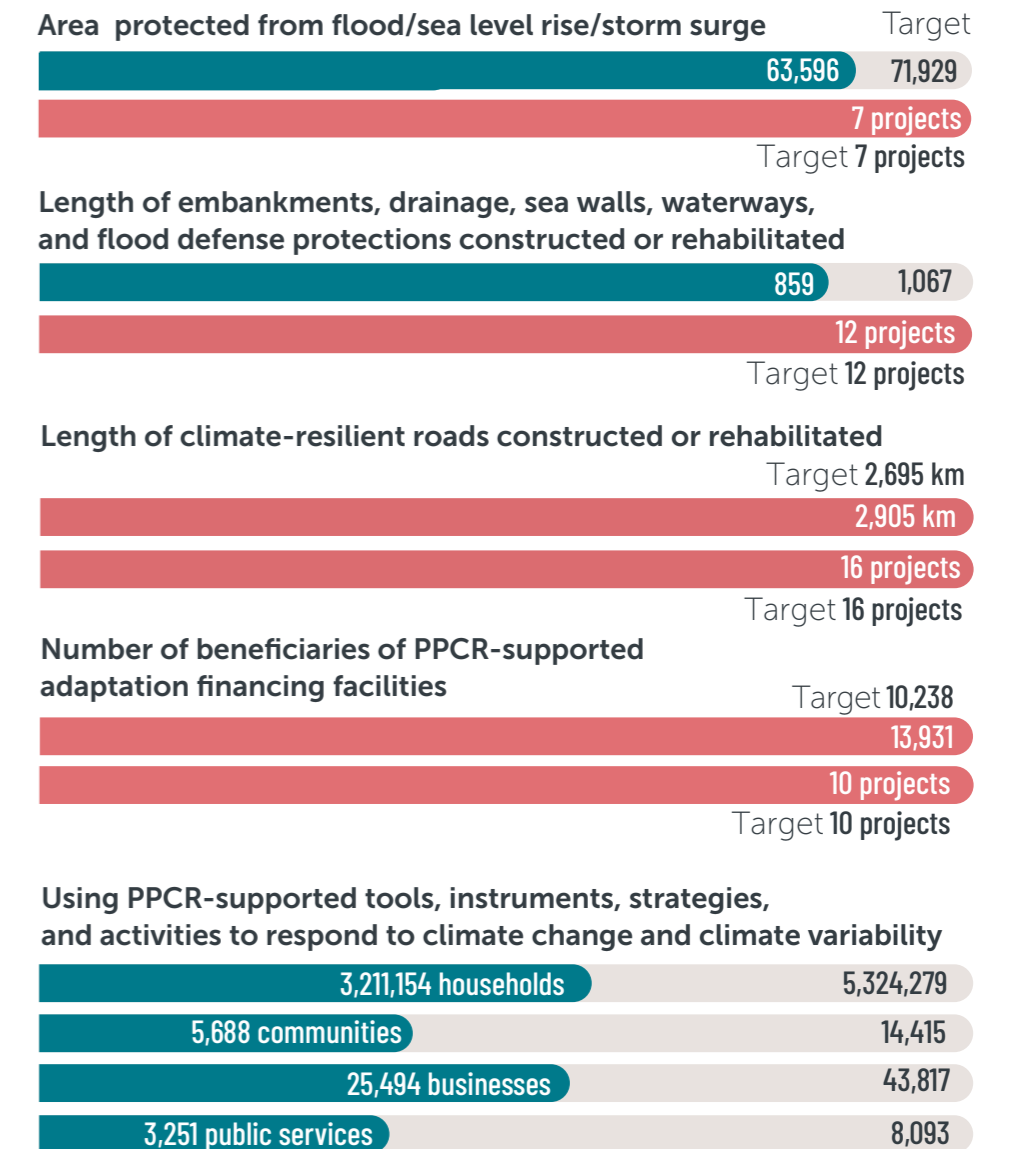 Area protected from flood/sea level rise/storm surge Target
63,596 71,929
7 projects
Target 7 projects
Length of embankments, drainage, sea walls, waterways,
and flood defense protections constructed or rehabilitated
859 1,067
12 projects
Target 12 projects
Length of climate-resilient roads constructed or rehabilitated
Target 2,695 km
2,905 km
16 projects
Target 16 projects
Number of beneficiaries of PPCR-supported
adaptation financing facilities
Target 10,238
13,931
10 projects
Target 10 projects
Using PPCR-supported tools, instruments, strategies,
and activities to respond to climate change and climate variability
3,211,154 households 5,324,279
5,688 communities 14,415
25,494 businesses 43,817
3,251 public services 8,093